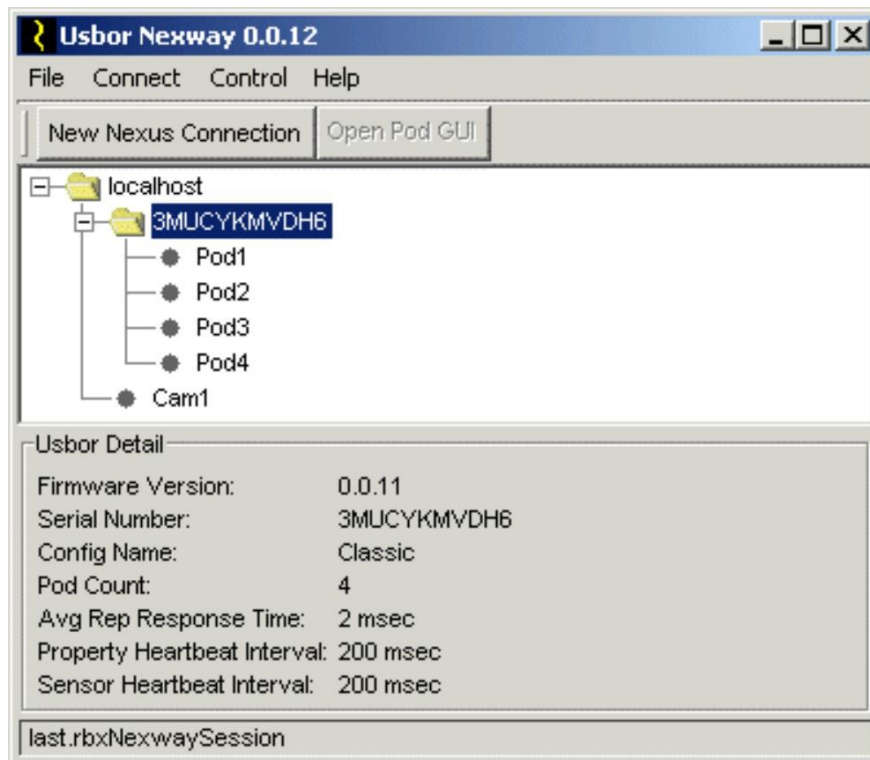 Usbor Nexway 0.0.12
File Connect Control Help
New Nexus Connection Open Pod GUI
localhost
3MUCYKMVDH6
Pod1
Pod2
Pod3
Pod4
Cam1
Usbor Detail
Firmware Version: 0.0.11
Serial Number: 3MUCYKMVDH6
Config Name: Classic
Pod Count: 4
Avg Rep Response Time: 2 msec
Property Heartbeat Interval: 200 msec
Sensor Heartbeat Interval: 200 msec
last.rbxNexwaySession